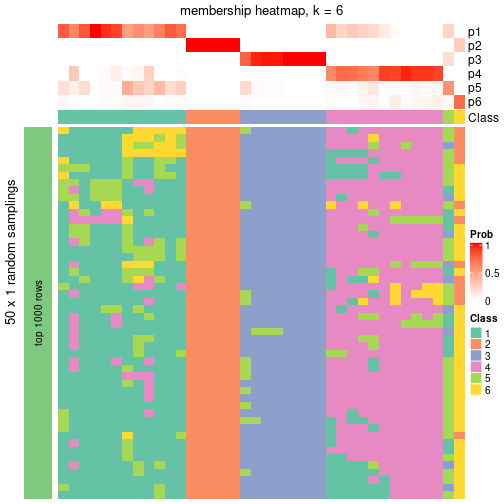 membership heatmap, k = 6
p1
p2
p3
p4
p5
p6
Class
50 x 1 random samplings
top 1000 rows
Prob
1
0.5
0
Class
1
2
3
4
5
6